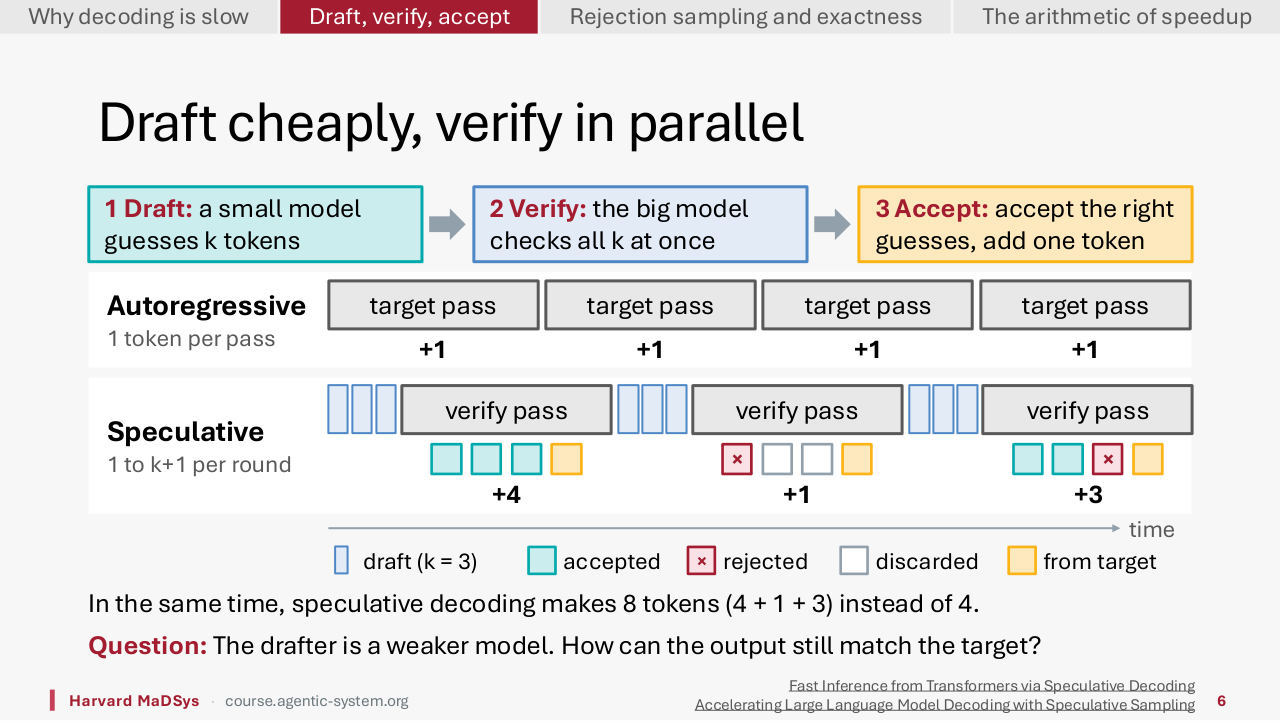 Why decoding is slow
Draft, verify, accept
Rejection sampling and exactness
The arithmetic of speedup
Draft cheaply, verify in parallel
1 Draft: a small model
guesses k tokens
2 Verify: the big model
checks all k at once
3 Accept: accept the right
guesses, add one token
Autoregressive
1 token per pass
target pass
target pass
target pass
target pass
+1
+1
+1
+1
Speculative
1 to k+1 per round
verify pass
verify pass
verify pass
×
×
+4
+1
+3
time
draft (k = 3)
accepted
×
rejected
discarded
from target
In the same time, speculative decoding makes 8 tokens (4 + 1 + 3) instead of 4.
Question: The drafter is a weaker model. How can the output still match the target?
Harvard MaDSys · course.agentic-system.org
Fast Inference from Transformers via Speculative Decoding
Accelerating Large Language Model Decoding with Speculative Sampling
6